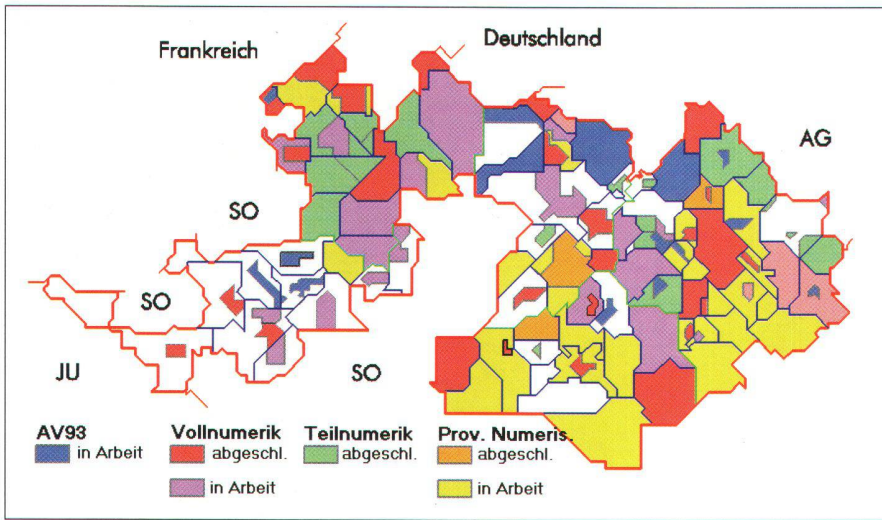 Frankreich
Deutschland
AG
SO
SO
JU
SO
AV93
in Arbeit
Vollnumerik
abgeschl.
in Arbeit
Teilnumerik
abgeschl.
Prov. Numeris.
abgeschl.
in Arbeit